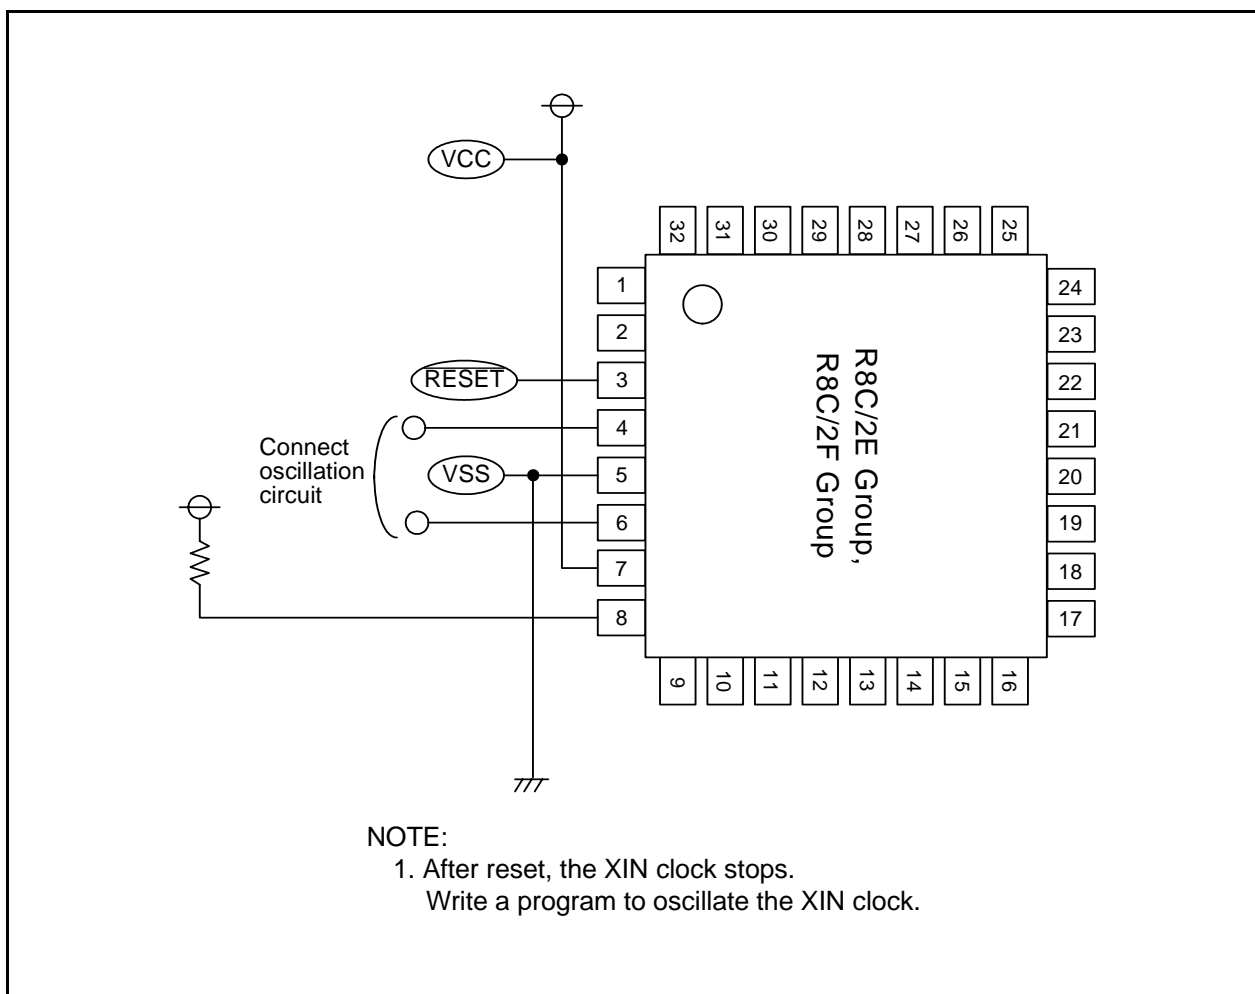 VCC
32
31
30
29
28
27
26
25
1
2
3
4
5
6
7
8
24
23
22
21
20
19
18
17
RESET
Connect
oscillation
circuit
VSS
R8C/2E Group,
R8C/2F Group
9
10
11
12
13
14
15
16
NOTE:
1. After reset, the XIN clock stops.
Write a program to oscillate the XIN clock.